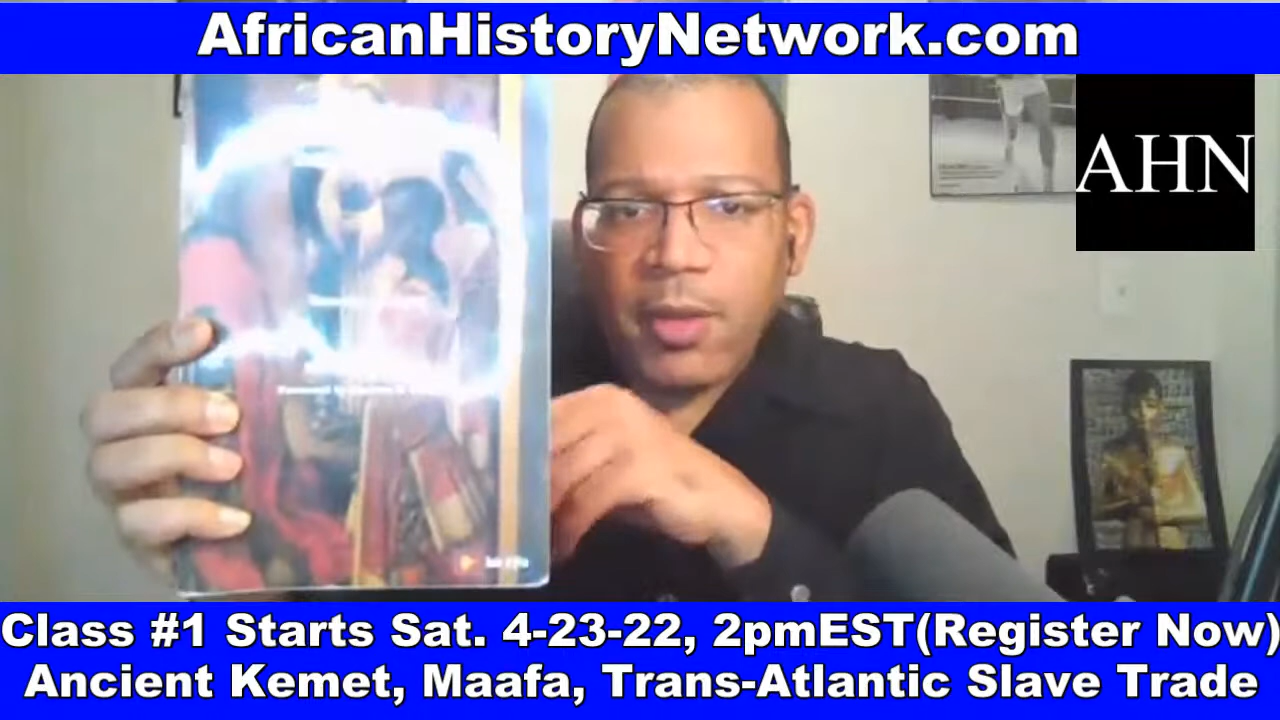 AfricanHistoryNetwork.com
AHN
Class #1 Starts Sat. 4-23-22, 2pmEST(Register Now)
Ancient Kemet, Maafa, Trans-Atlantic Slave Trade